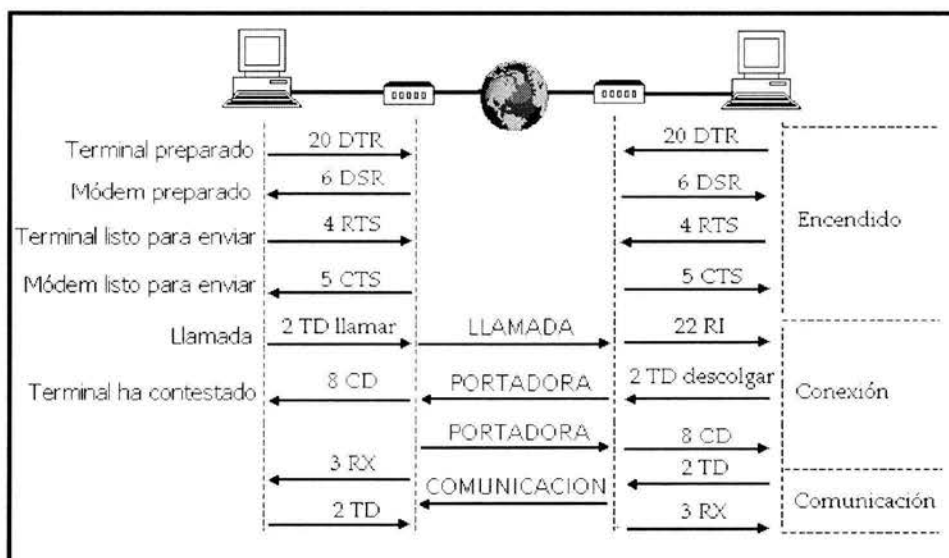 Terminal preparado 20 DTR 20 DTR
Módem preparado 6 DSR 6 DSR
Encendido
Terminal listo para enviar 4 RTS 4 RTS
Módem listo para enviar 5 CTS 5 CTS
Llamada 2 TD llamar LLAMADA 22 RI
Terminal ha contestado 8 CD PORTADORA 2 TD descolgar Conexión
PORTADORA 8 CD
3 RX COMUNICACION 2 TD
Comunicación
2 TD 3 RX